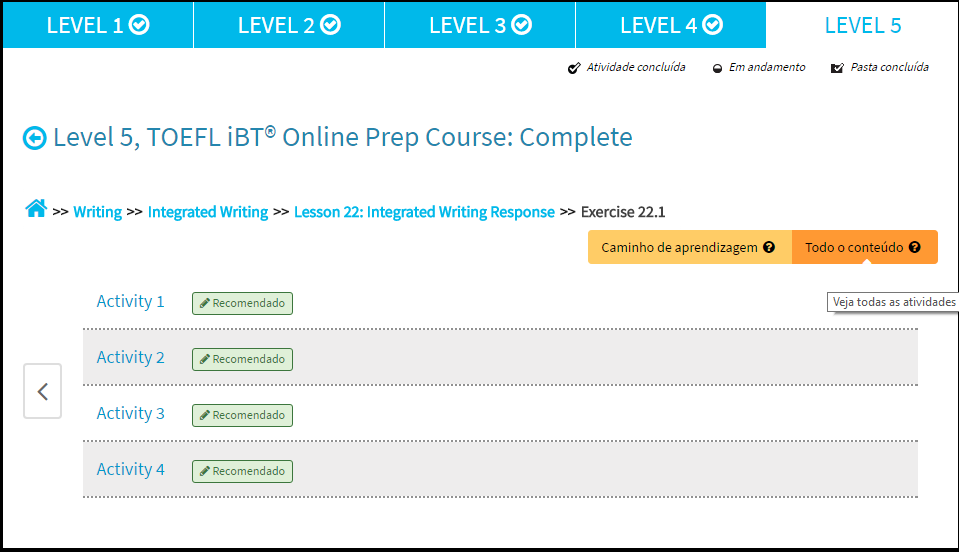 LEVEL 1 LEVEL 2 LEVEL 3 LEVEL 4 LEVEL 5
Atividade concluída Em andamento Pasta concluída
Level 5, TOEFL iBT® Online Prep Course: Complete
>> Writing >> Integrated Writing >> Lesson 22: Integrated Writing Response >> Exercise 22.1
Caminho de aprendizagem ? Todo o conteúdo ?
Activity 1 Recomendado
Veja todas as atividades
Activity 2 Recomendado
Activity 3 Recomendado
Activity 4 Recomendado